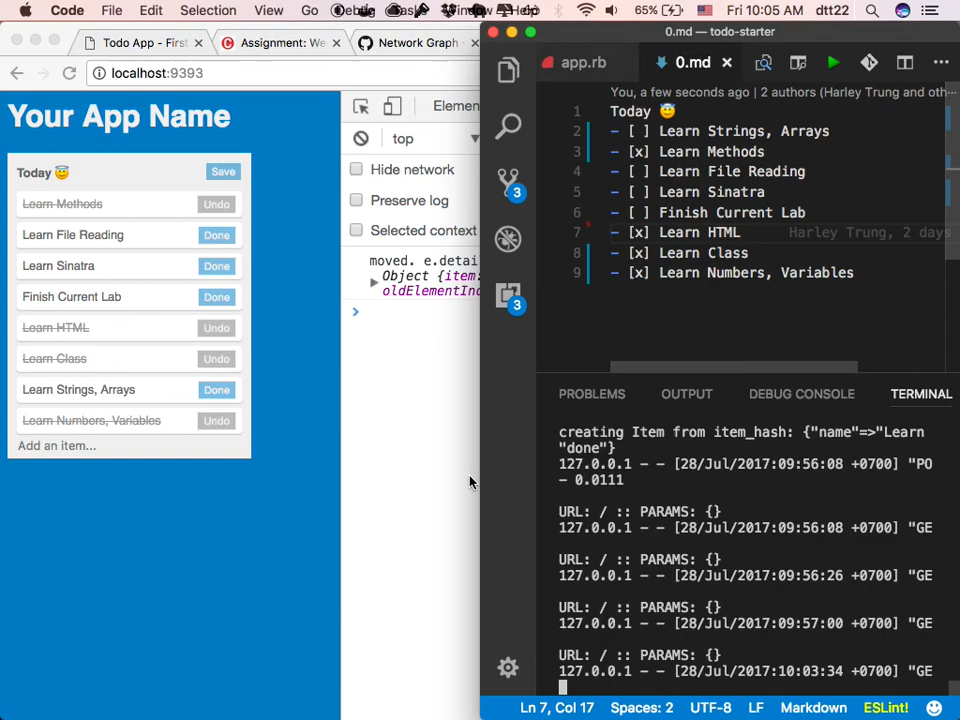 Code File Edit Selection View Go Debug Tasks Window Help 65% Fri 10:05 AM dtt22
Todo App - First
Assignment: We
Network Graph ·
localhost:9393
Your App Name
Today 😇 Save
Learn Methods Undo
Learn File Reading Done
Learn Sinatra Done
Finish Current Lab Done
Learn HTML Undo
Learn Class Undo
Learn Strings, Arrays Done
Learn Numbers, Variables Undo
Add an item...
Elemen
top
Hide network
Preserve log
Selected context
moved. e.detai
Object {item:
oldElementInd
0.md — todo-starter
app.rb
0.md
3
3
You, a few seconds ago | 2 authors (Harley Trung and oth…
1 Today 😇
2 - [ ] Learn Strings, Arrays
3 - [x] Learn Methods
4 - [ ] Learn File Reading
5 - [ ] Learn Sinatra
6 - [ ] Finish Current Lab
7 - [x] Learn HTML Harley Trung, 2 days
8 - [x] Learn Class
9 - [x] Learn Numbers, Variables
PROBLEMS OUTPUT DEBUG CONSOLE TERMINAL
creating Item from item_hash: {"name"=>"Learn
"done"}
127.0.0.1 - - [28/Jul/2017:09:56:08 +0700] "PO
- 0.0111
URL: / :: PARAMS: {}
127.0.0.1 - - [28/Jul/2017:09:56:08 +0700] "GE
URL: / :: PARAMS: {}
127.0.0.1 - - [28/Jul/2017:09:56:26 +0700] "GE
URL: / :: PARAMS: {}
127.0.0.1 - - [28/Jul/2017:09:57:00 +0700] "GE
URL: / :: PARAMS: {}
127.0.0.1 - - [28/Jul/2017:10:03:34 +0700] "GE
Ln 7, Col 17 Spaces: 2 UTF-8 LF Markdown ESLint!